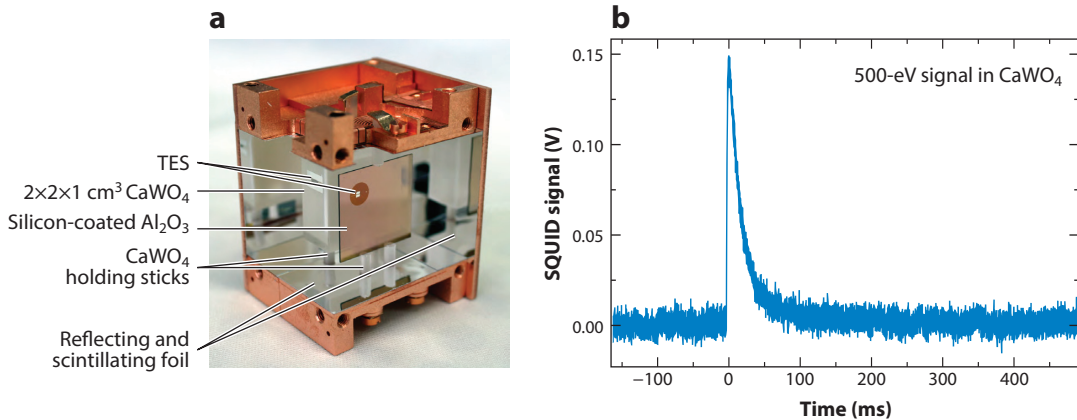 a
TES
2×2×1 cm³ CaWO₄
Silicon-coated Al₂O₃
CaWO₄
holding sticks
Reflecting and
scintillating foil
b
500-eV signal in CaWO₄
SQUID signal (V)
0.15
0.10
0.05
0.00
−100
0
100
200
300
400
Time (ms)